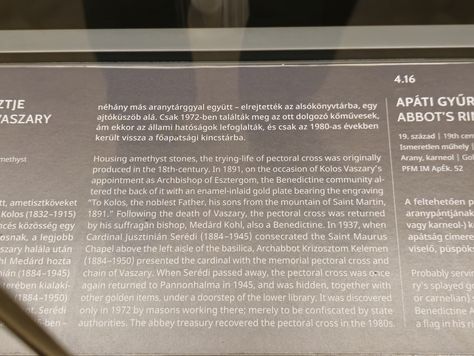 SZTJE
VASZARY
methyst
tt, ametisztköveket
Kolos (1832–1915)
ncés közösség egy
osnak, a legjobb
szary halála után
Medárd hozta
n (1884–1945)
terében kialakí-
(1884–1950)
nt. Serédi
néhány más aranytárggyal együtt – elrejtették az alsókönyvtárba, egy
ajtóküszöb alá. Csak 1972-ben találták meg az ott dolgozó kőművesek,
ám ekkor az állami hatóságok lefoglalták, és csak az 1980-as években
került vissza a főapátsági kincstárba.
Housing amethyst stones, the trying-life of pectoral cross was originally
produced in the 18th-century. In 1891, on the occasion of Kolos Vaszary's
appointment as Archbishop of Esztergom, the Benedictine community al-
tered the back of it with an enamel-inlaid gold plate bearing the engraving
"To Kolos, the noblest Father, his sons from the mountain of Saint Martin,
1891." Following the death of Vaszary, the pectoral cross was returned
by his suffragan bishop, Medárd Kohl, also a Benedictine. In 1937, when
Cardinal Jusztinián Serédi (1884–1945) consecrated the Saint Maurus
Chapel above the left aisle of the basilica, Archabbot Krizosztom Kelemen
(1884–1950) presented the cardinal with the memorial pectoral cross and
chain of Vaszary. When Serédi passed away, the pectoral cross was once
again returned to Pannonhalma in 1945, and was hidden, together with
other golden items, under a doorstep of the lower library. It was discovered
only in 1972 by masons working there; merely to be confiscated by state
authorities. The abbey treasury recovered the pectoral cross in the 1980s.
4.16
APÁTI GYŰR
ABBOT'S RIN
19. század | 19th cent
Ismeretlen műhely |
Arany, karneol | Gol
PFM IM ApÉk. 52
A feltehetően p
aranypántjának
vagy karneol-) k
apátság címere
viselő, püspök
Probably servi
ry's splayed go
or carnelian)
Benedictine A
a flag in his r